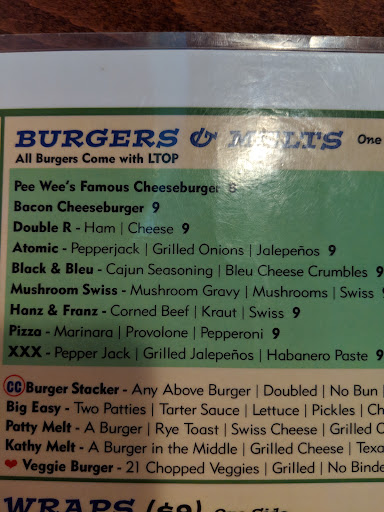 BURGERS & MELTS One
All Burgers Come with LTOP
Pee Wee's Famous Cheeseburger 8
Bacon Cheeseburger 9
Double R - Ham | Cheese 9
Atomic - Pepperjack | Grilled Onions | Jalepeños 9
Black & Bleu - Cajun Seasoning | Bleu Cheese Crumbles 9
Mushroom Swiss - Mushroom Gravy | Mushrooms | Swiss
Hanz & Franz - Corned Beef | Kraut | Swiss 9
Pizza - Marinara | Provolone | Pepperoni 9
XXX - Pepper Jack | Grilled Jalepeños | Habanero Paste 9
CC Burger Stacker - Any Above Burger | Doubled | No Bun |
Big Easy - Two Patties | Tarter Sauce | Lettuce | Pickles |
Patty Melt - A Burger | Rye Toast | Swiss Cheese | Grilled
Kathy Melt - A Burger in the Middle | Grilled Cheese |
❤ Veggie Burger - 21 Chopped Veggies | Grilled | No
WRAPS ($9) One Side